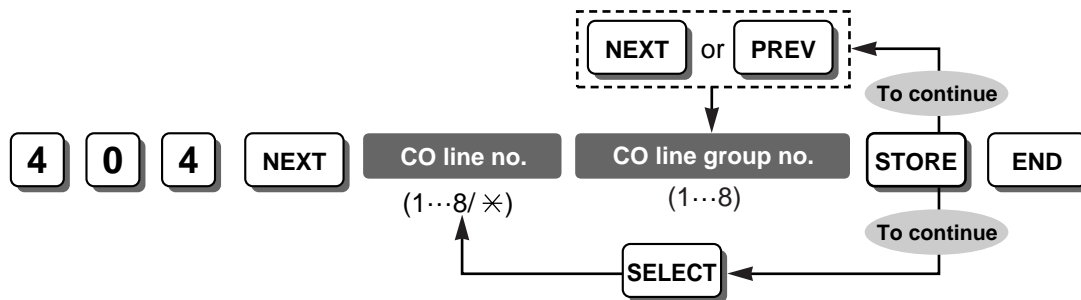 NEXT or PREV
To continue
4 0 4 NEXT CO line no. CO line group no. STORE END
(1···8/ ✳) (1···8)
To continue
SELECT